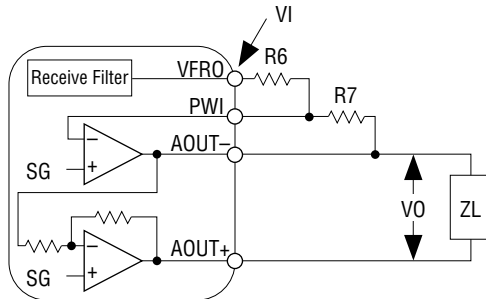 VI
Receive Filter
VFRO
R6
PWI
R7
−
+
SG
AOUT−
VO
ZL
−
+
SG
AOUT+